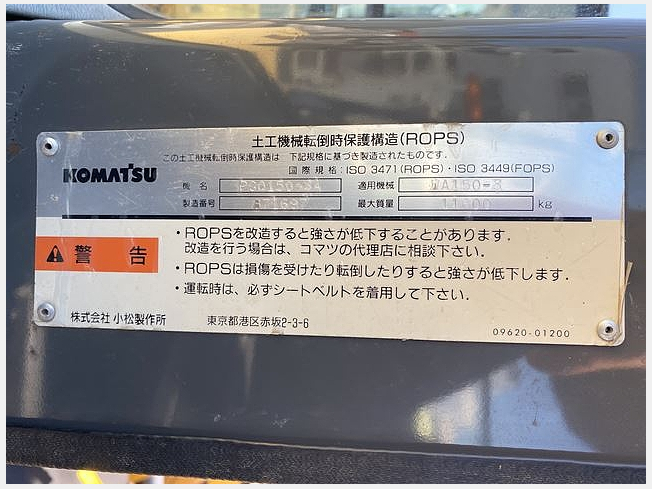 土工機械転倒時保護構造(ROPS)
この土工機械転倒時保護構造は 下記規格に基づき製造されたものです.
国際規格:ISO 3471(ROPS)・ISO 3449(FOPS)
KOMATSU
機名 適用機械
製造番号 最大質量 kg
警告
・ROPSを改造すると強さが低下することがあります.
改造を行う場合は、コマツの代理店に相談下さい.
・ROPSは損傷を受けたり転倒したりすると強さが低下します.
・運転時は、必ずシートベルトを着用して下さい.
株式会社 小松製作所 東京都港区赤坂2-3-6
09620-01200